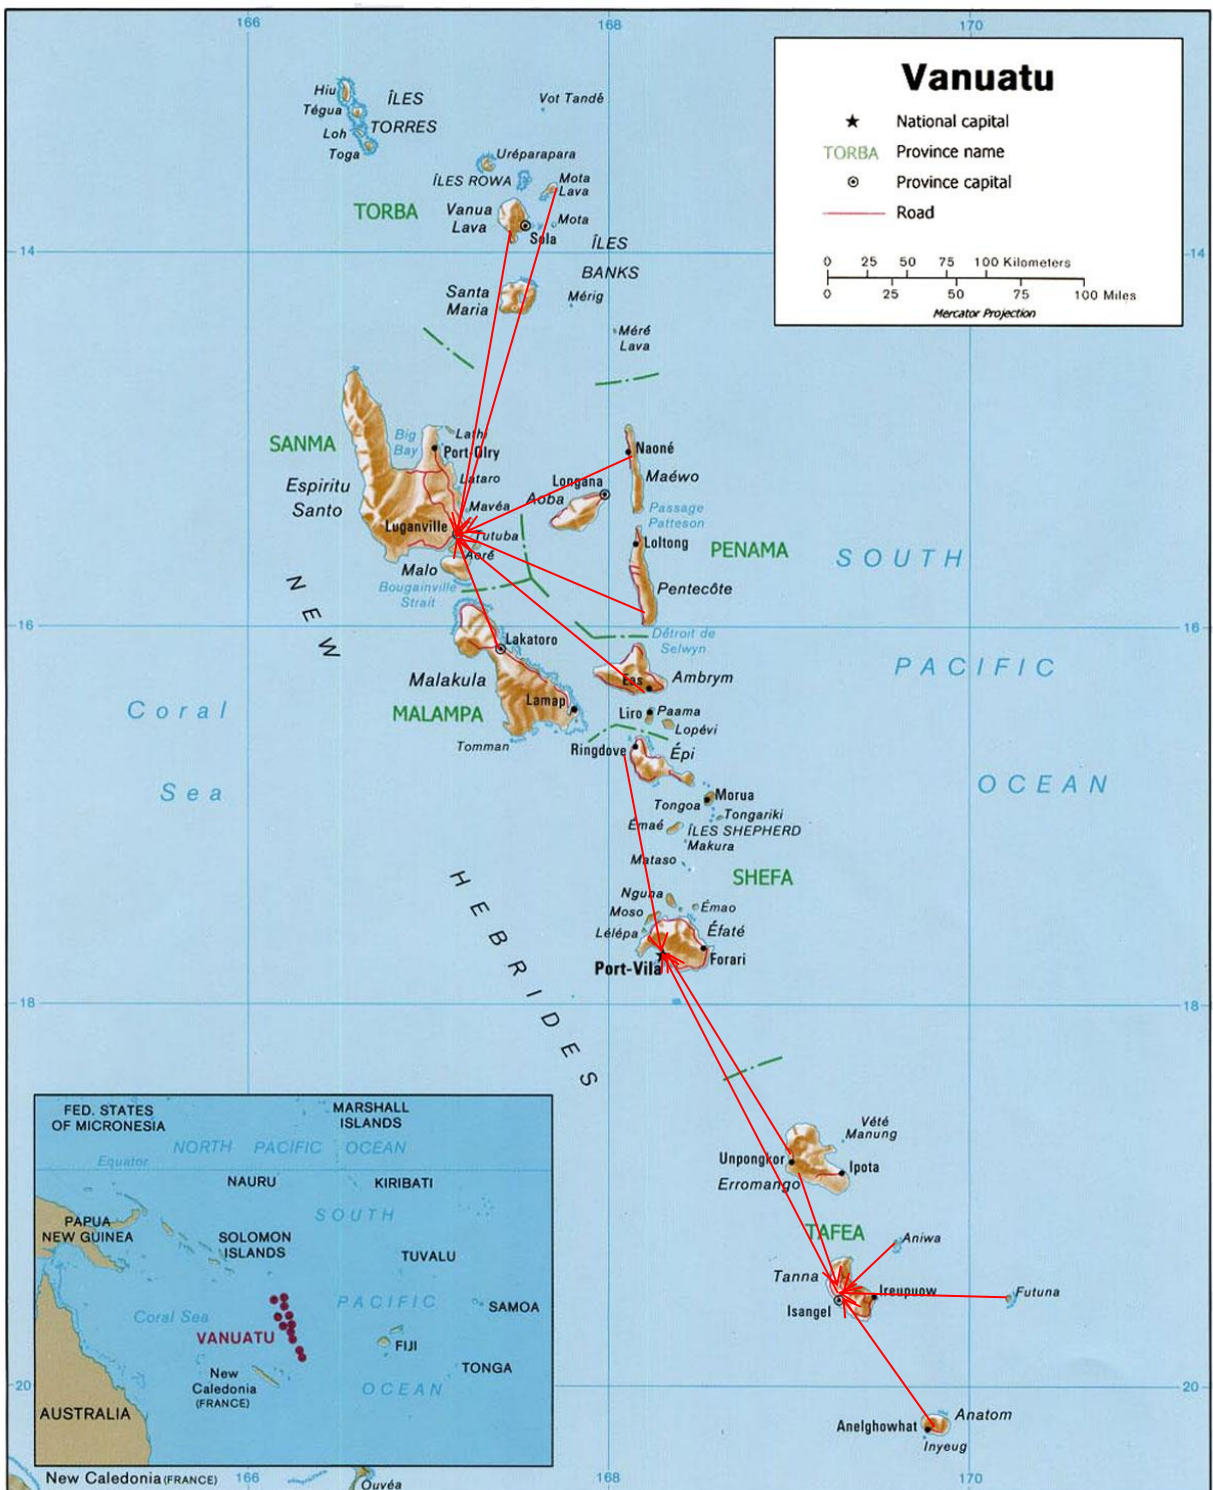 166
168
170
Vanuatu
National capital
TORBA Province name
Province capital
Road
0 25 50 75 100 Kilometers
0 25 50 75 100 Miles
Mercator Projection
Hiu
Tégua
Loh
Toga
ÎLES
TORRES
Vot Tandé
Uréparapara
ÎLES ROWA
Mota
Lava
TORBA
Vanua
Lava
Mota
Sola
ÎLES
BANKS
14
14
Santa
Maria
Mérig
Méré
Lava
SANMA
Big
Bay
Lathi
Port-Olry
Naoné
Espiritu
Santo
Lataro
Longana
Aoba
Maéwo
Mavéa
Passage
Patteson
Luganville
Tutuba
Aoré
Loltong
PENAMA
SOUTH
Malo
Bougainville
Strait
Pentecôte
NEW
16
16
Lakatoro
Détroit de
Selwyn
PACIFIC
Malakula
Eas
Ambrym
Coral
MALAMPA
Lamap
Liro
Paama
Lopévi
Tomman
Ringdove
Épi
OCEAN
Sea
Morua
Tongoa
Tongariki
Émaé
ÎLES SHEPHERD
Makura
Mataso
HEBRIDES
SHEFA
Nguna
Moso
Émao
Lélépa
Éfaté
Port-Vila
Forari
18
18
Vété
Manung
Unpongkor
Ipota
Erromango
TAFEA
Aniwa
Tanna
Ireupuow
Futuna
Isangel
20
20
Anelghowhat
Anatom
Inyeug
FED. STATES
OF MICRONESIA
MARSHALL
ISLANDS
NORTH PACIFIC OCEAN
Equator
NAURU
KIRIBATI
PAPUA
NEW GUINEA
SOUTH
SOLOMON
ISLANDS
TUVALU
Coral Sea
PACIFIC
SAMOA
VANUATU
FIJI
New
Caledonia
(FRANCE)
TONGA
OCEAN
AUSTRALIA
New Caledonia (FRANCE)
166
Ouvéa
168
170